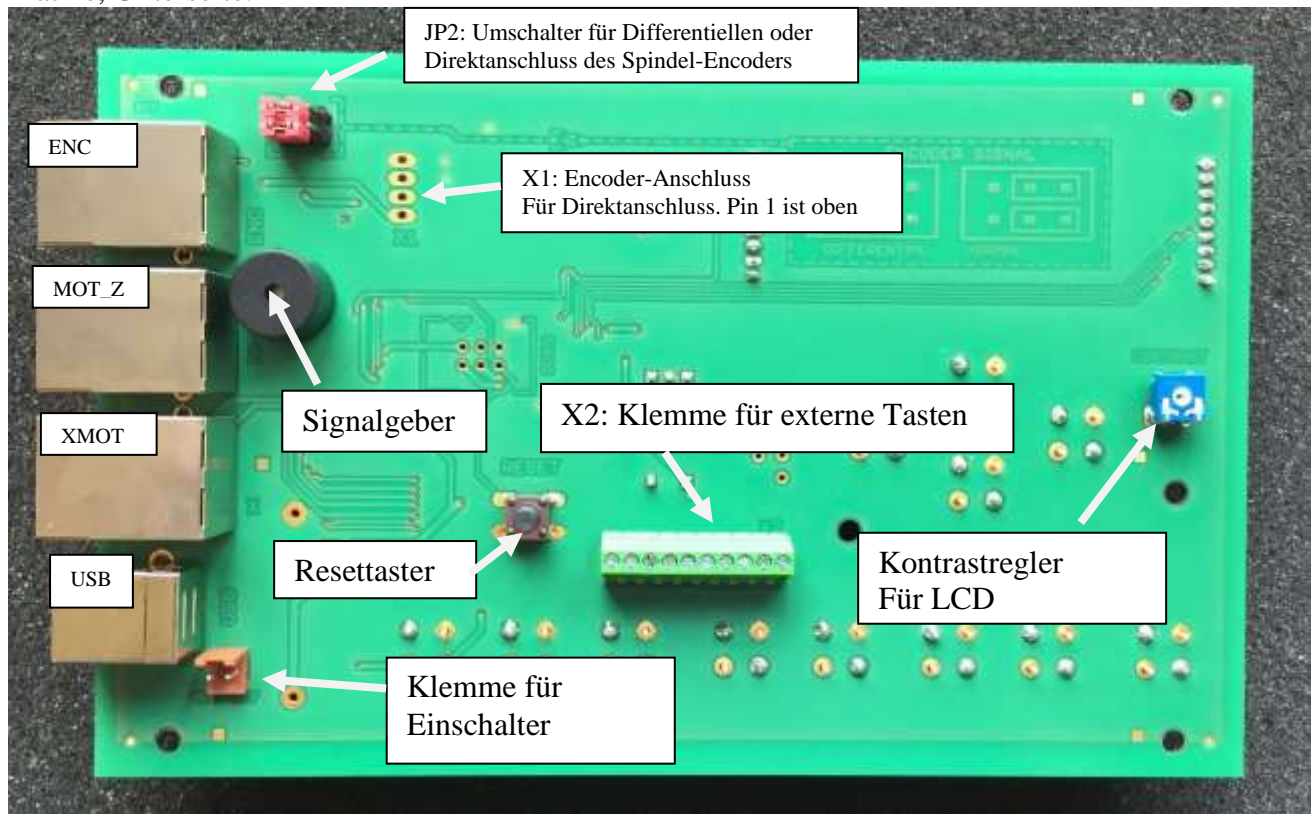 JP2: Umschalter für Differentiellen oder
Direktanschluss des Spindel-Encoders
ENC
X1: Encoder-Anschluss
Für Direktanschluss. Pin 1 ist oben
MOT_Z
Signalgeber
X2: Klemme für externe Tasten
XMOT
RESET
Resettaster
Kontrastregler
Für LCD
USB
Klemme für
Einschalter